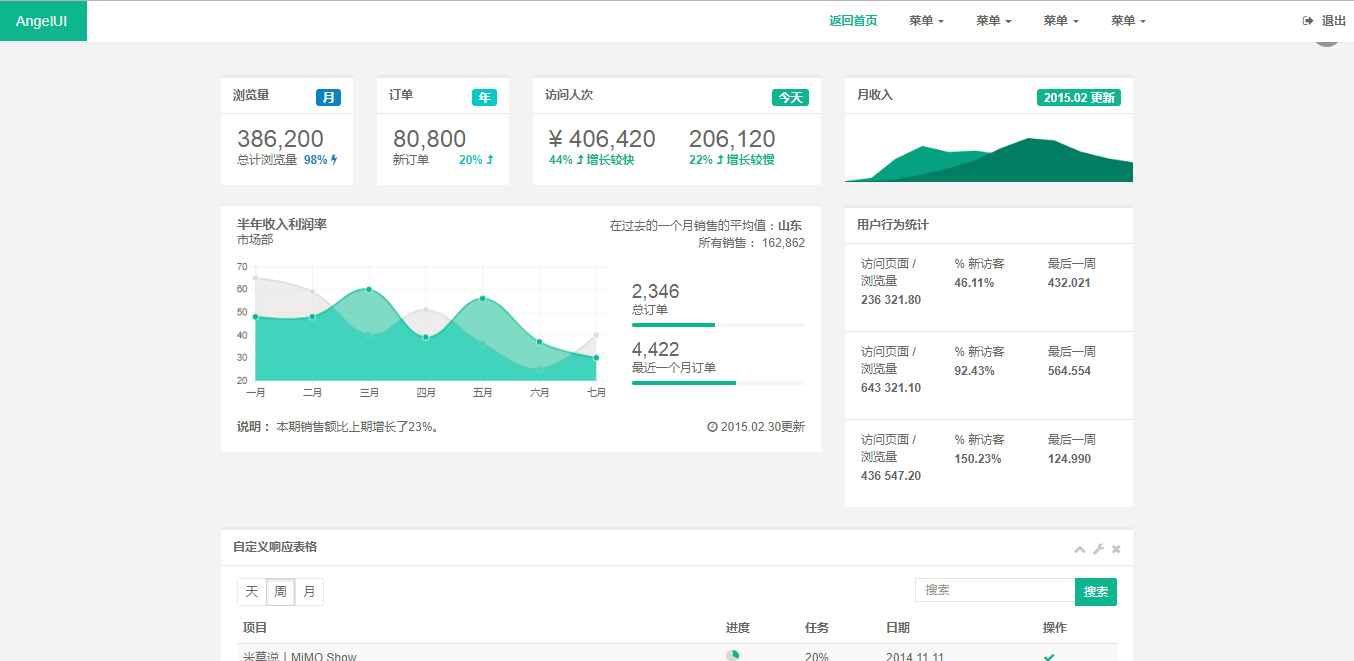 AngelUI 返回首页 菜单 菜单 菜单 菜单 退出
浏览量 月
386,200
总计浏览量 98%
订单 年
80,800
新订单 20%
访问人次 今天
¥ 406,420 206,120
44% 增长较快 22% 增长较慢
月收入 2015.02 更新
半年收入利润率
市场部
在过去的一个月销售的平均值：山东
所有销售： 162,862
70
60
50
40
30
20
一月 二月 三月 四月 五月 六月 七月
2,346
总订单
4,422
最近一个月订单
说明： 本期销售额比上期增长了23%。
2015.02.30更新
用户行为统计
访问页面 / % 新访客 最后一周
浏览量 46.11% 432.021
236 321.80
访问页面 / % 新访客 最后一周
浏览量 92.43% 564.554
643 321.10
访问页面 / % 新访客 最后一周
浏览量 150.23% 124.990
436 547.20
自定义响应表格
天 周 月
搜索 搜索
项目 进度 任务 日期 操作
米莫说｜MiMO Show 20% 2014.11.11